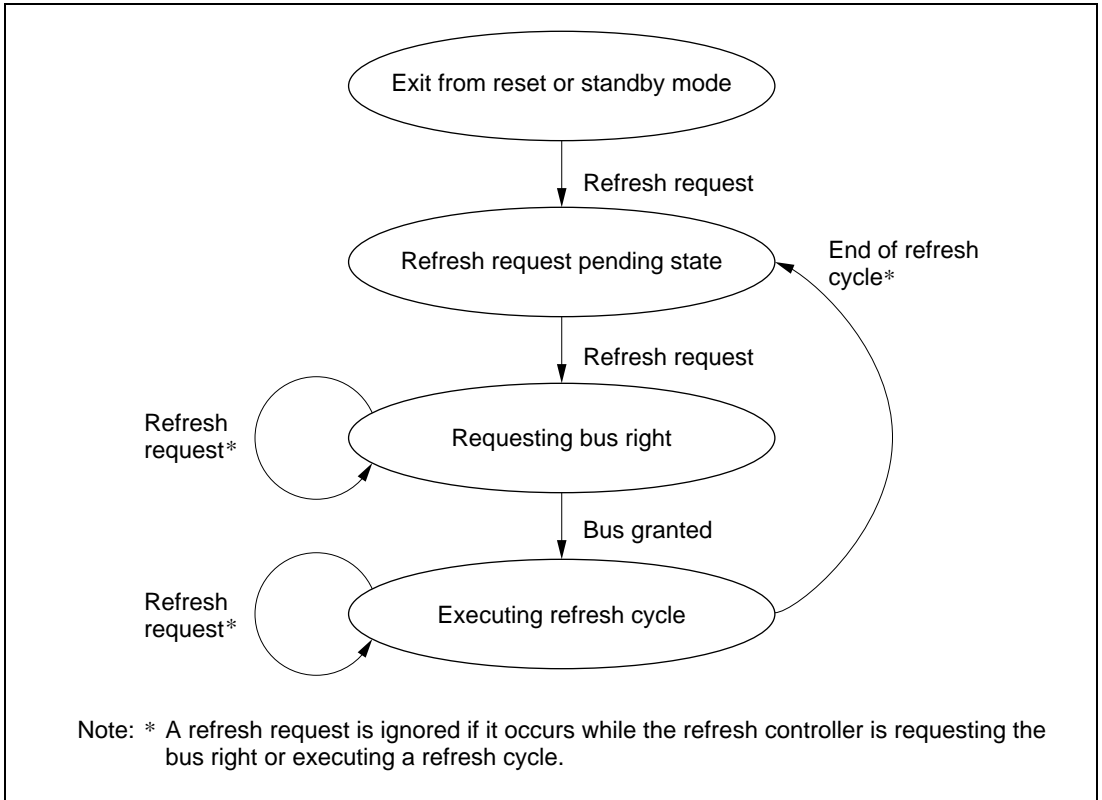 Exit from reset or standby mode
Refresh request
Refresh request pending state
End of refresh
cycle*
Refresh request
Refresh
request*
Requesting bus right
Bus granted
Refresh
request*
Executing refresh cycle
Note: * A refresh request is ignored if it occurs while the refresh controller is requesting the
bus right or executing a refresh cycle.